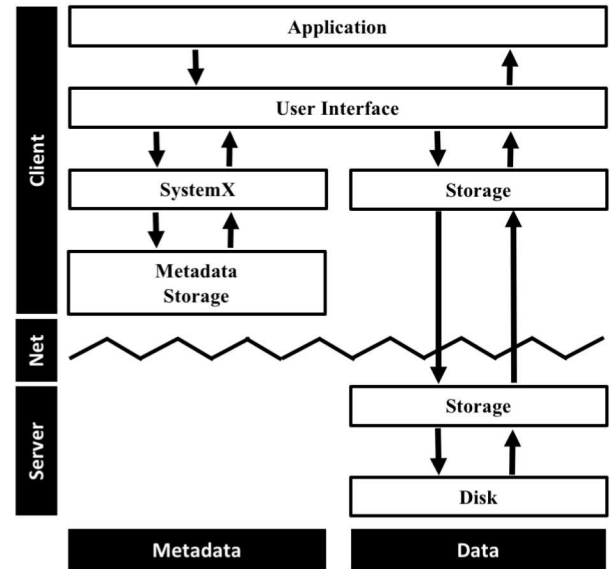 Application
User Interface
Client
SystemX
Storage
Metadata
Storage
Net
Storage
Server
Disk
Metadata
Data